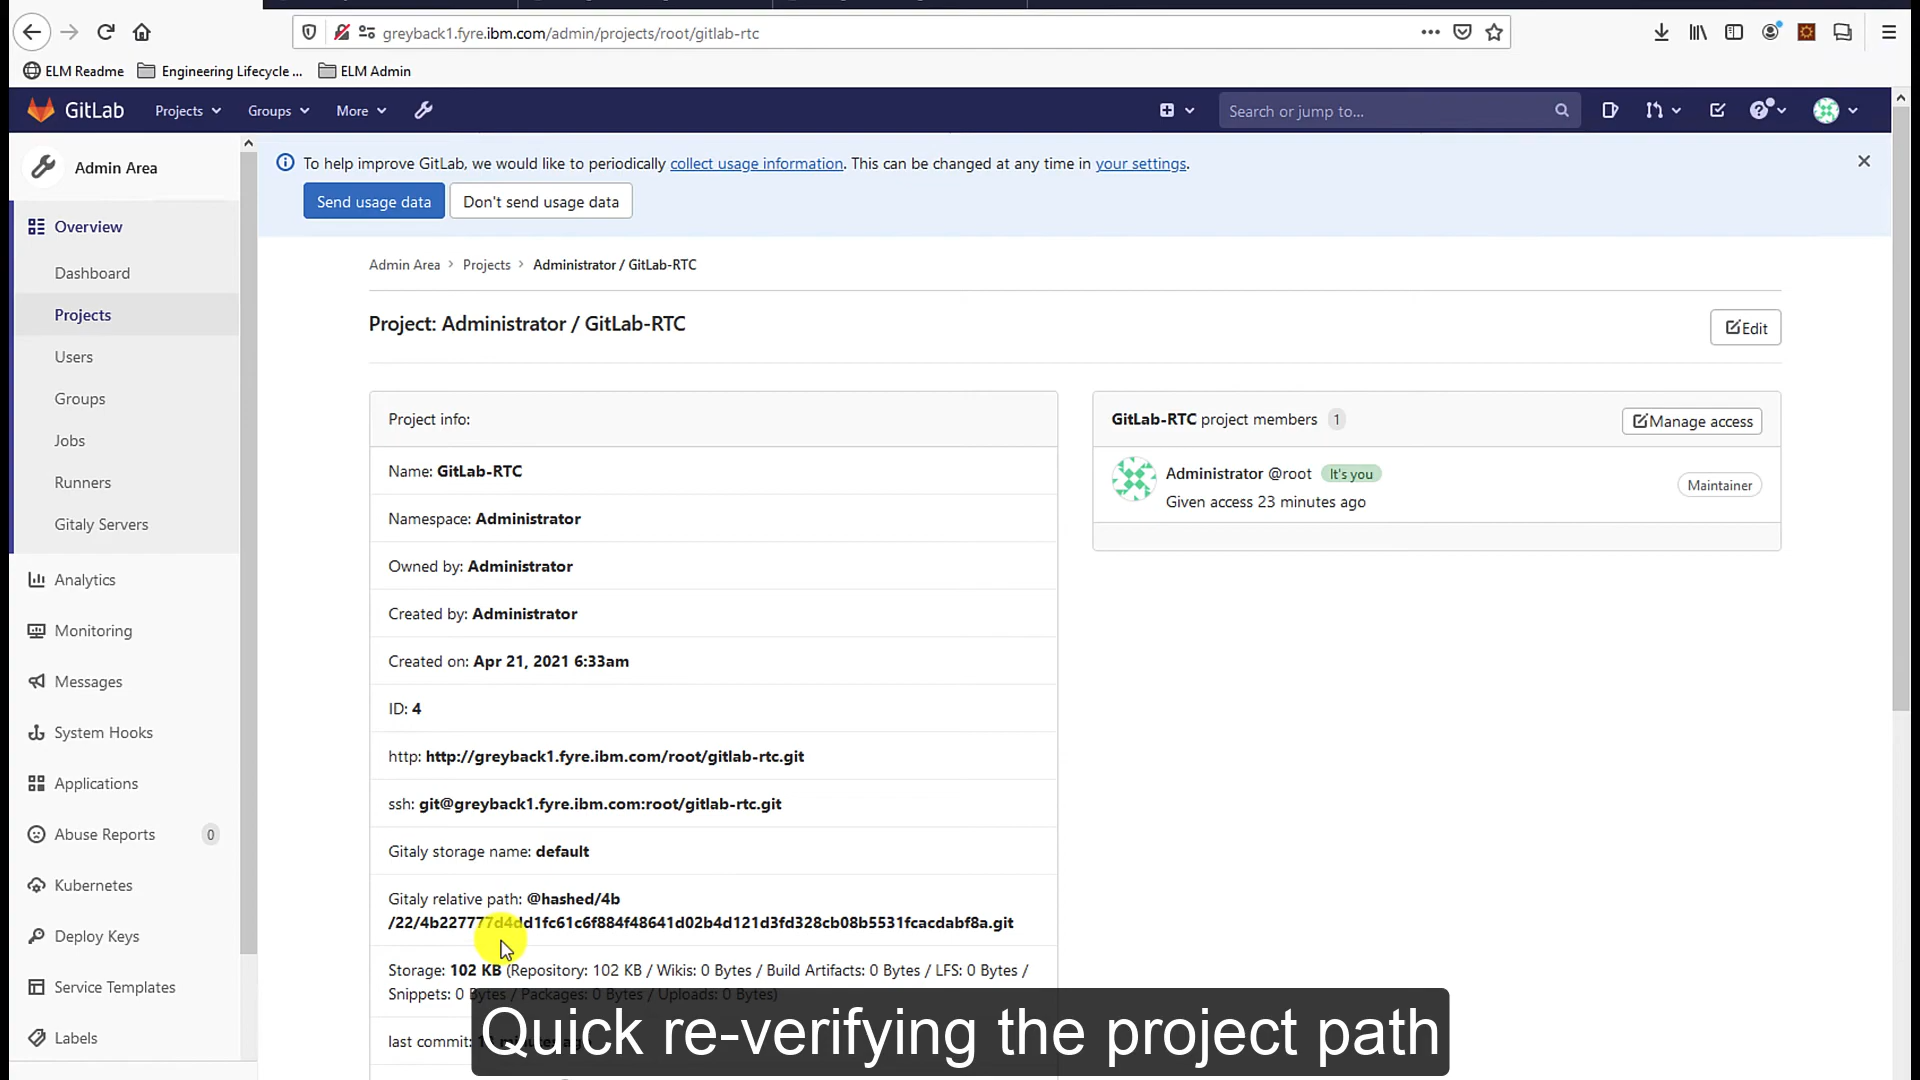 greyback1.fyre.ibm.com/admin/projects/root/gitlab-rtc
ELM Readme
Engineering Lifecycle ...
ELM Admin
GitLab
Projects
Groups
More
Search or jump to...
Admin Area
Overview
Dashboard
Projects
Users
Groups
Jobs
Runners
Gitaly Servers
Analytics
Monitoring
Messages
System Hooks
Applications
Abuse Reports 0
Kubernetes
Deploy Keys
Service Templates
Labels
To help improve GitLab, we would like to periodically collect usage information. This can be changed at any time in your settings.
Send usage data
Don't send usage data
Admin Area > Projects > Administrator / GitLab-RTC
Project: Administrator / GitLab-RTC
Edit
Project info:
Name: GitLab-RTC
Namespace: Administrator
Owned by: Administrator
Created by: Administrator
Created on: Apr 21, 2021 6:33am
ID: 4
http: http://greyback1.fyre.ibm.com/root/gitlab-rtc.git
ssh: git@greyback1.fyre.ibm.com:root/gitlab-rtc.git
Gitaly storage name: default
Gitaly relative path: @hashed/4b
/22/4b227777d4dd1fc61c6f884f48641d02b4d121d3fd328cb08b5531fcacdabf8a.git
Storage: 102 KB (Repository: 102 KB / Wikis: 0 Bytes / Build Artifacts: 0 Bytes / LFS: 0 Bytes /
Snippets: 0 Bytes / Packages: 0 Bytes / Uploads: 0 Bytes)
last commit:
GitLab-RTC project members 1
Manage access
Administrator @root It's you
Given access 23 minutes ago
Maintainer
Quick re-verifying the project path